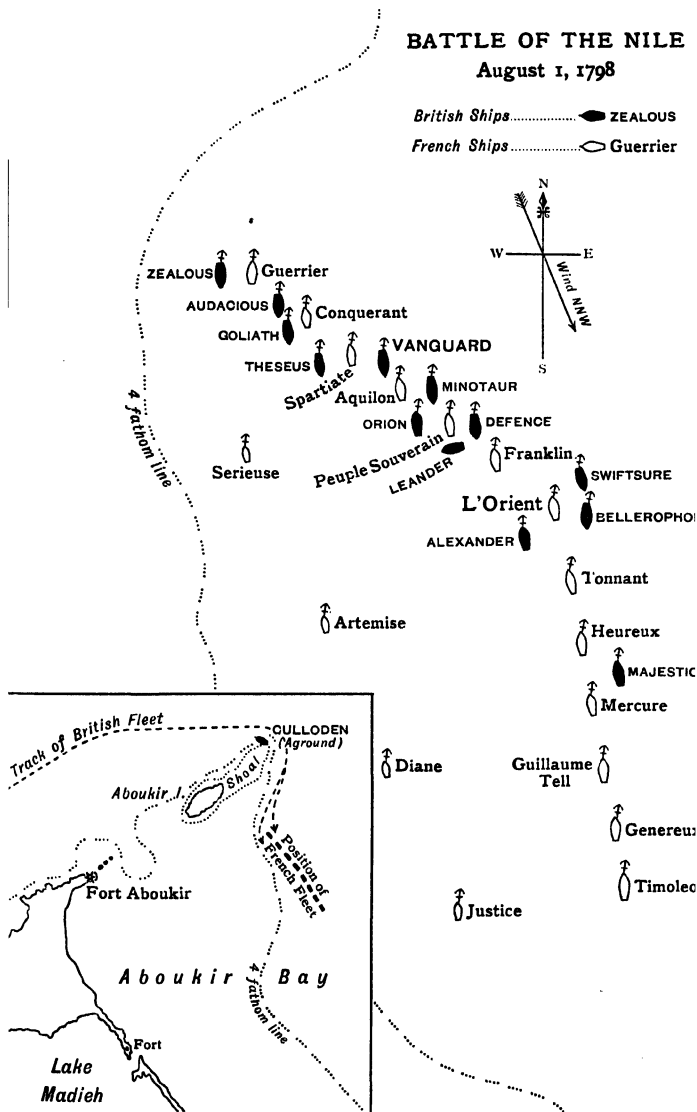 BATTLE OF THE NILE
August 1, 1798
British Ships ZEALOUS
French Ships Guerrier
N
W E
S
Wind NNW
ZEALOUS
Guerrier
AUDACIOUS
Conquerant
GOLIATH
THESEUS
Spartiate
VANGUARD
Aquilon
MINOTAUR
ORION
DEFENCE
Peuple Souverain
LEANDER
Franklin
SWIFTSURE
L'Orient
BELLEROPHO
ALEXANDER
4 fathom line
Serieuse
Tonnant
Artemise
Heureux
MAJESTIC
Mercure
Diane
Guillaume
Tell
Genereux
Timoleo
Justice
Track of British Fleet
CULLODEN
(Aground)
Aboukir I.
Shoal
Position of
French Fleet
Fort Aboukir
Aboukir Bay
4 fathom line
Fort
Lake
Madieh